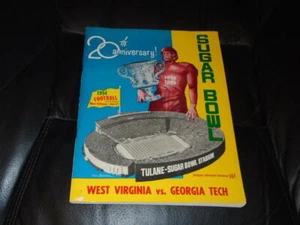 20th
anniversary!
SUGAR BOWL
1954
FOOTBALL
TULANE-SUGAR BOWL STADIUM
WEST VIRGINIA vs. GEORGIA TECH